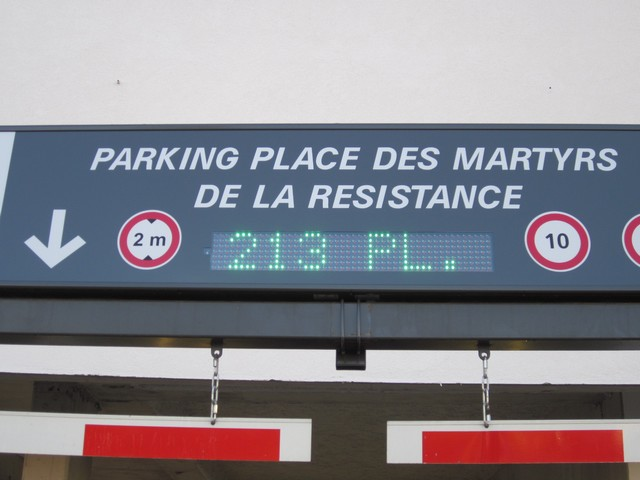 PARKING PLACE DES MARTYRS
DE LA RESISTANCE
2 m
213 PL.
10